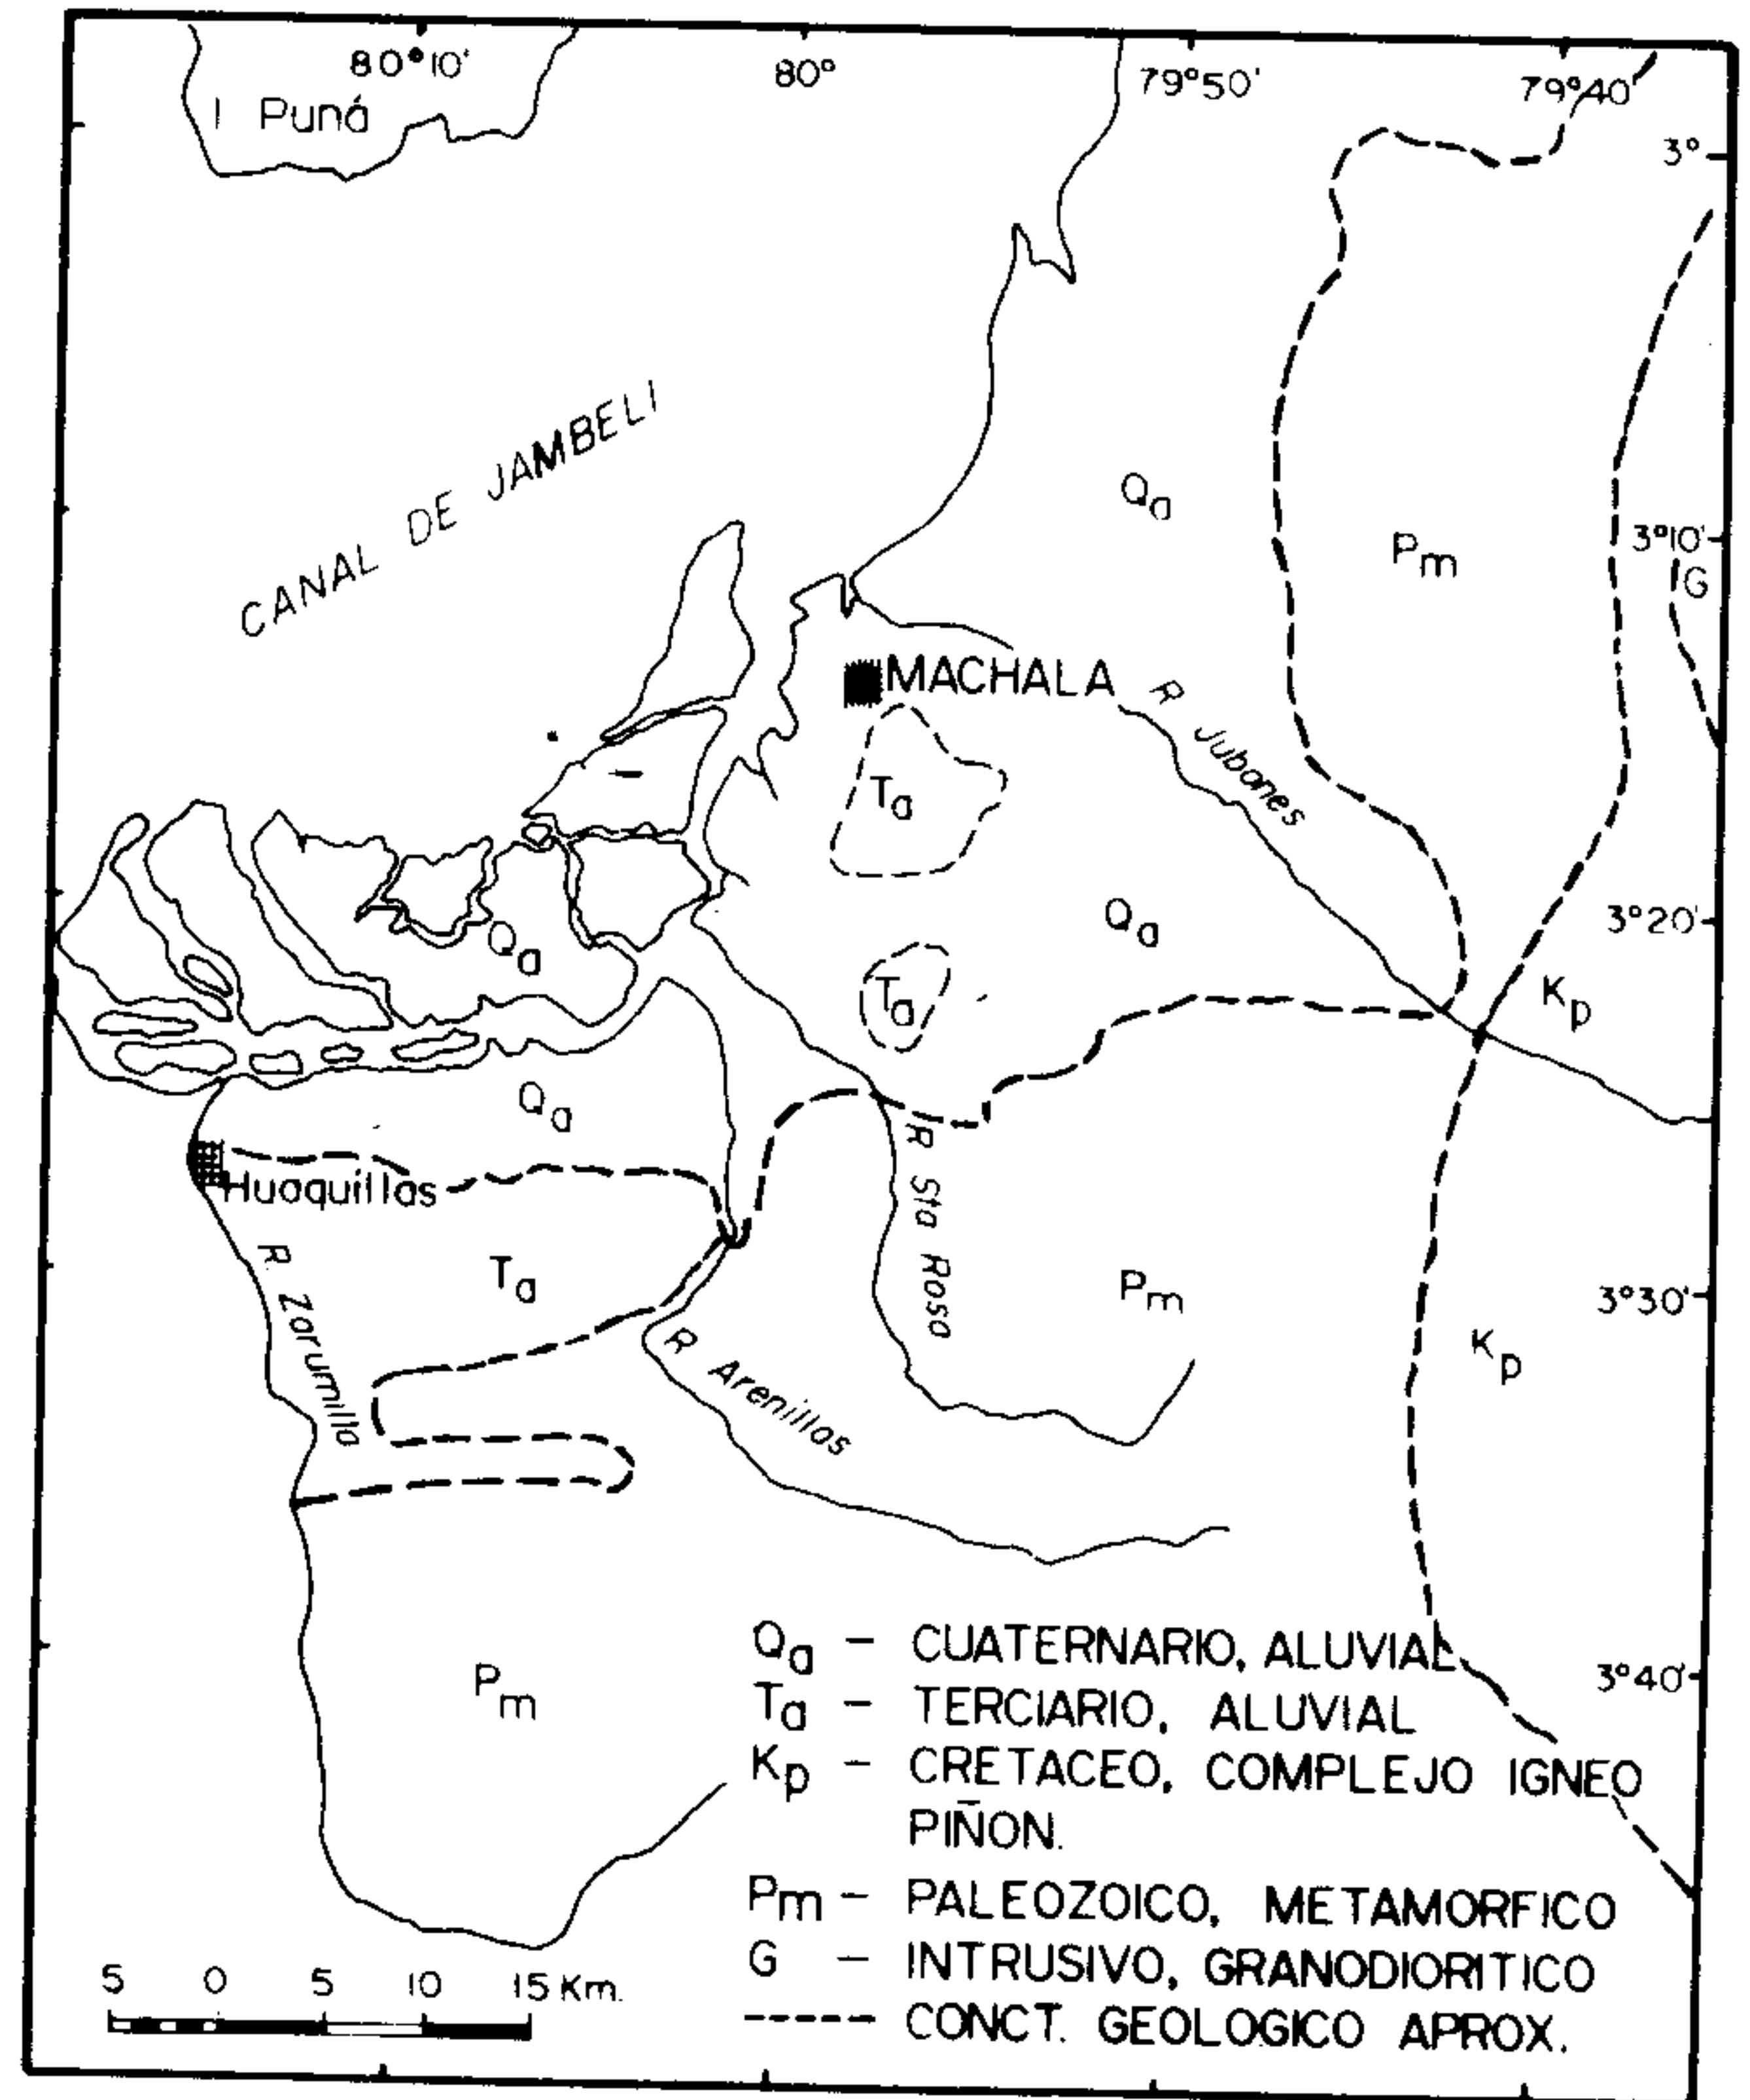 80°10'
80°
79°50'
79°40'
I Puná
3°
CANAL DE JAMBELI
Qa
Pm
3°10'
G
MACHALA
R Jubones
Ta
Qa
3°20'
Qa
Ta
Kp
Qa
Huaquillas
R Sta Rosa
Ta
R. Zarumilla
Pm
3°30'
Kp
R Arenillas
Pm
3°40'
Qa – CUATERNARIO, ALUVIAL
Ta – TERCIARIO, ALUVIAL
Kp – CRETACEO, COMPLEJO IGNEO
PIÑON.
Pm – PALEOZOICO, METAMORFICO
G – INTRUSIVO, GRANODIORITICO
------ CONCT. GEOLOGICO APROX.
5 0 5 10 15 Km.